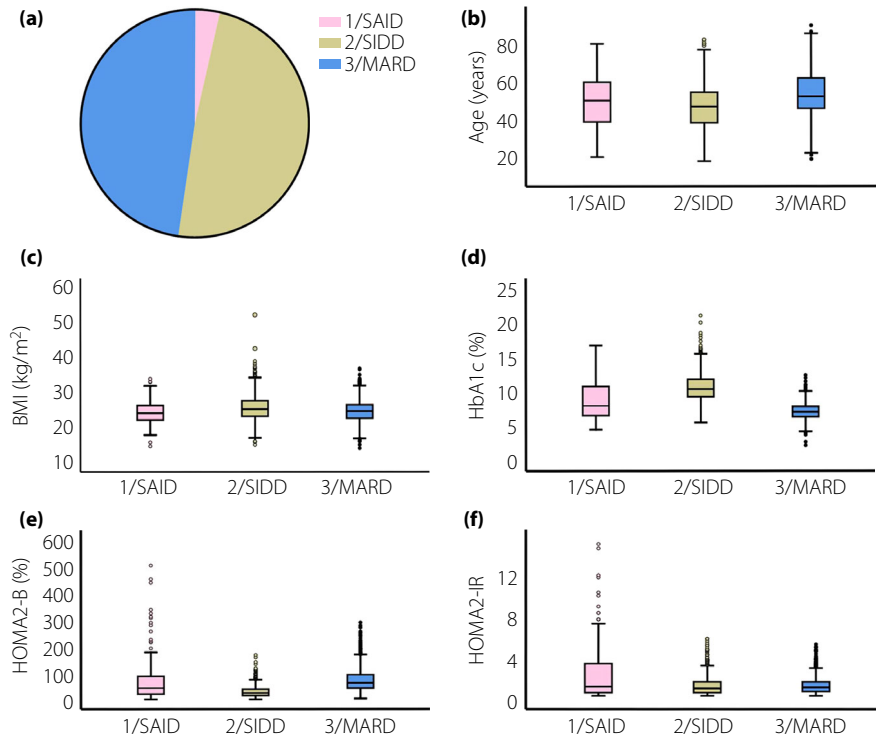 (a)
1/SAID
2/SIDD
3/MARD
(b)
Age (years)
80
60
40
20
1/SAID 2/SIDD 3/MARD
(c)
BMI (kg/m²)
60
50
40
30
20
10
1/SAID 2/SIDD 3/MARD
(d)
HbA1c (%)
25
20
15
10
5
0
1/SAID 2/SIDD 3/MARD
(e)
HOMA2-B (%)
600
500
400
300
200
100
0
1/SAID 2/SIDD 3/MARD
(f)
HOMA2-IR
12
8
4
0
1/SAID 2/SIDD 3/MARD